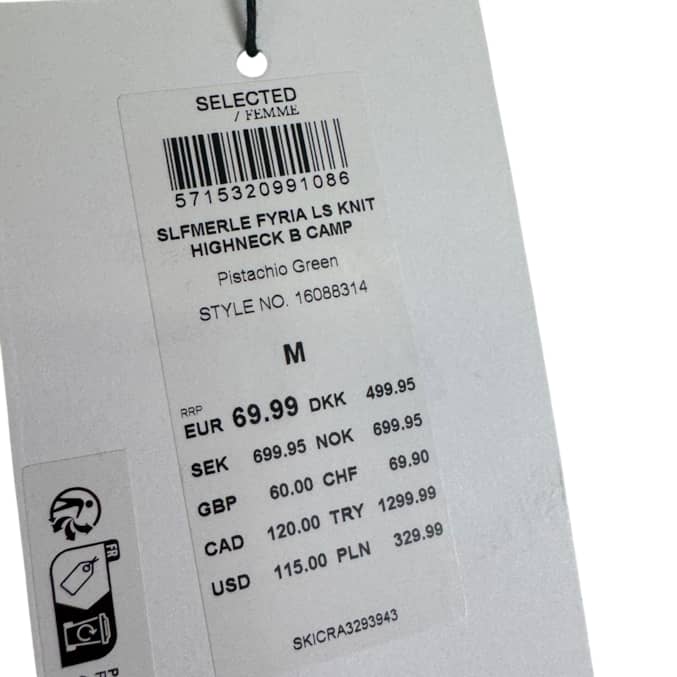 SELECTED
/ FEMME
5715320991086
SLFMERLE FYRIA LS KNIT
HIGHNECK B CAMP
Pistachio Green
STYLE NO. 16088314
M
RRP
EUR 69.99 DKK 499.95
SEK 699.95 NOK 699.95
GBP 60.00 CHF 69.90
CAD 120.00 TRY 1299.99
USD 115.00 PLN 329.99
SKICRA3293943
FR